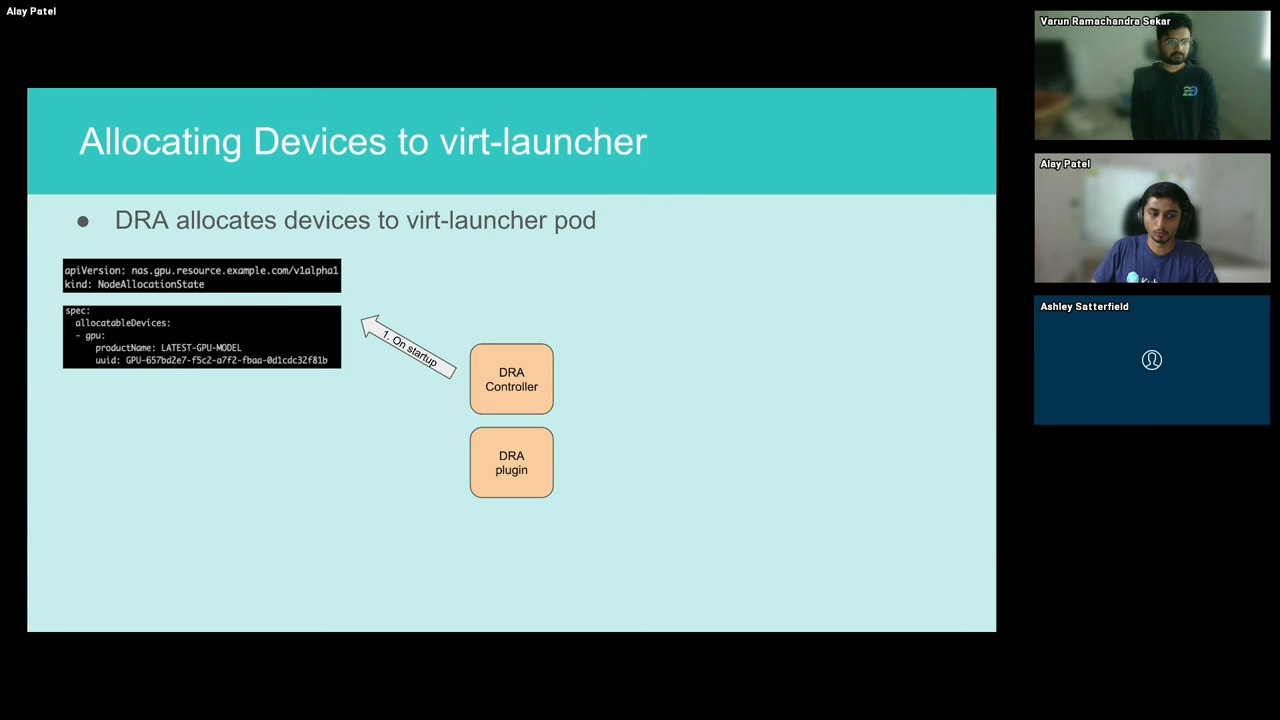 Alay Patel
Allocating Devices to virt-launcher
● DRA allocates devices to virt-launcher pod
apiVersion: nas.gpu.resource.example.com/v1alpha1
kind: NodeAllocationState
spec:
allocatableDevices:
- gpu:
productName: LATEST-GPU-MODEL
uuid: GPU-657bd2e7-f5c2-a7f2-fbaa-0d1cdc32f81b
1. On startup
DRA
Controller
DRA
plugin
Varun Ramachandra Sekar
Alay Patel
Ashley Satterfield